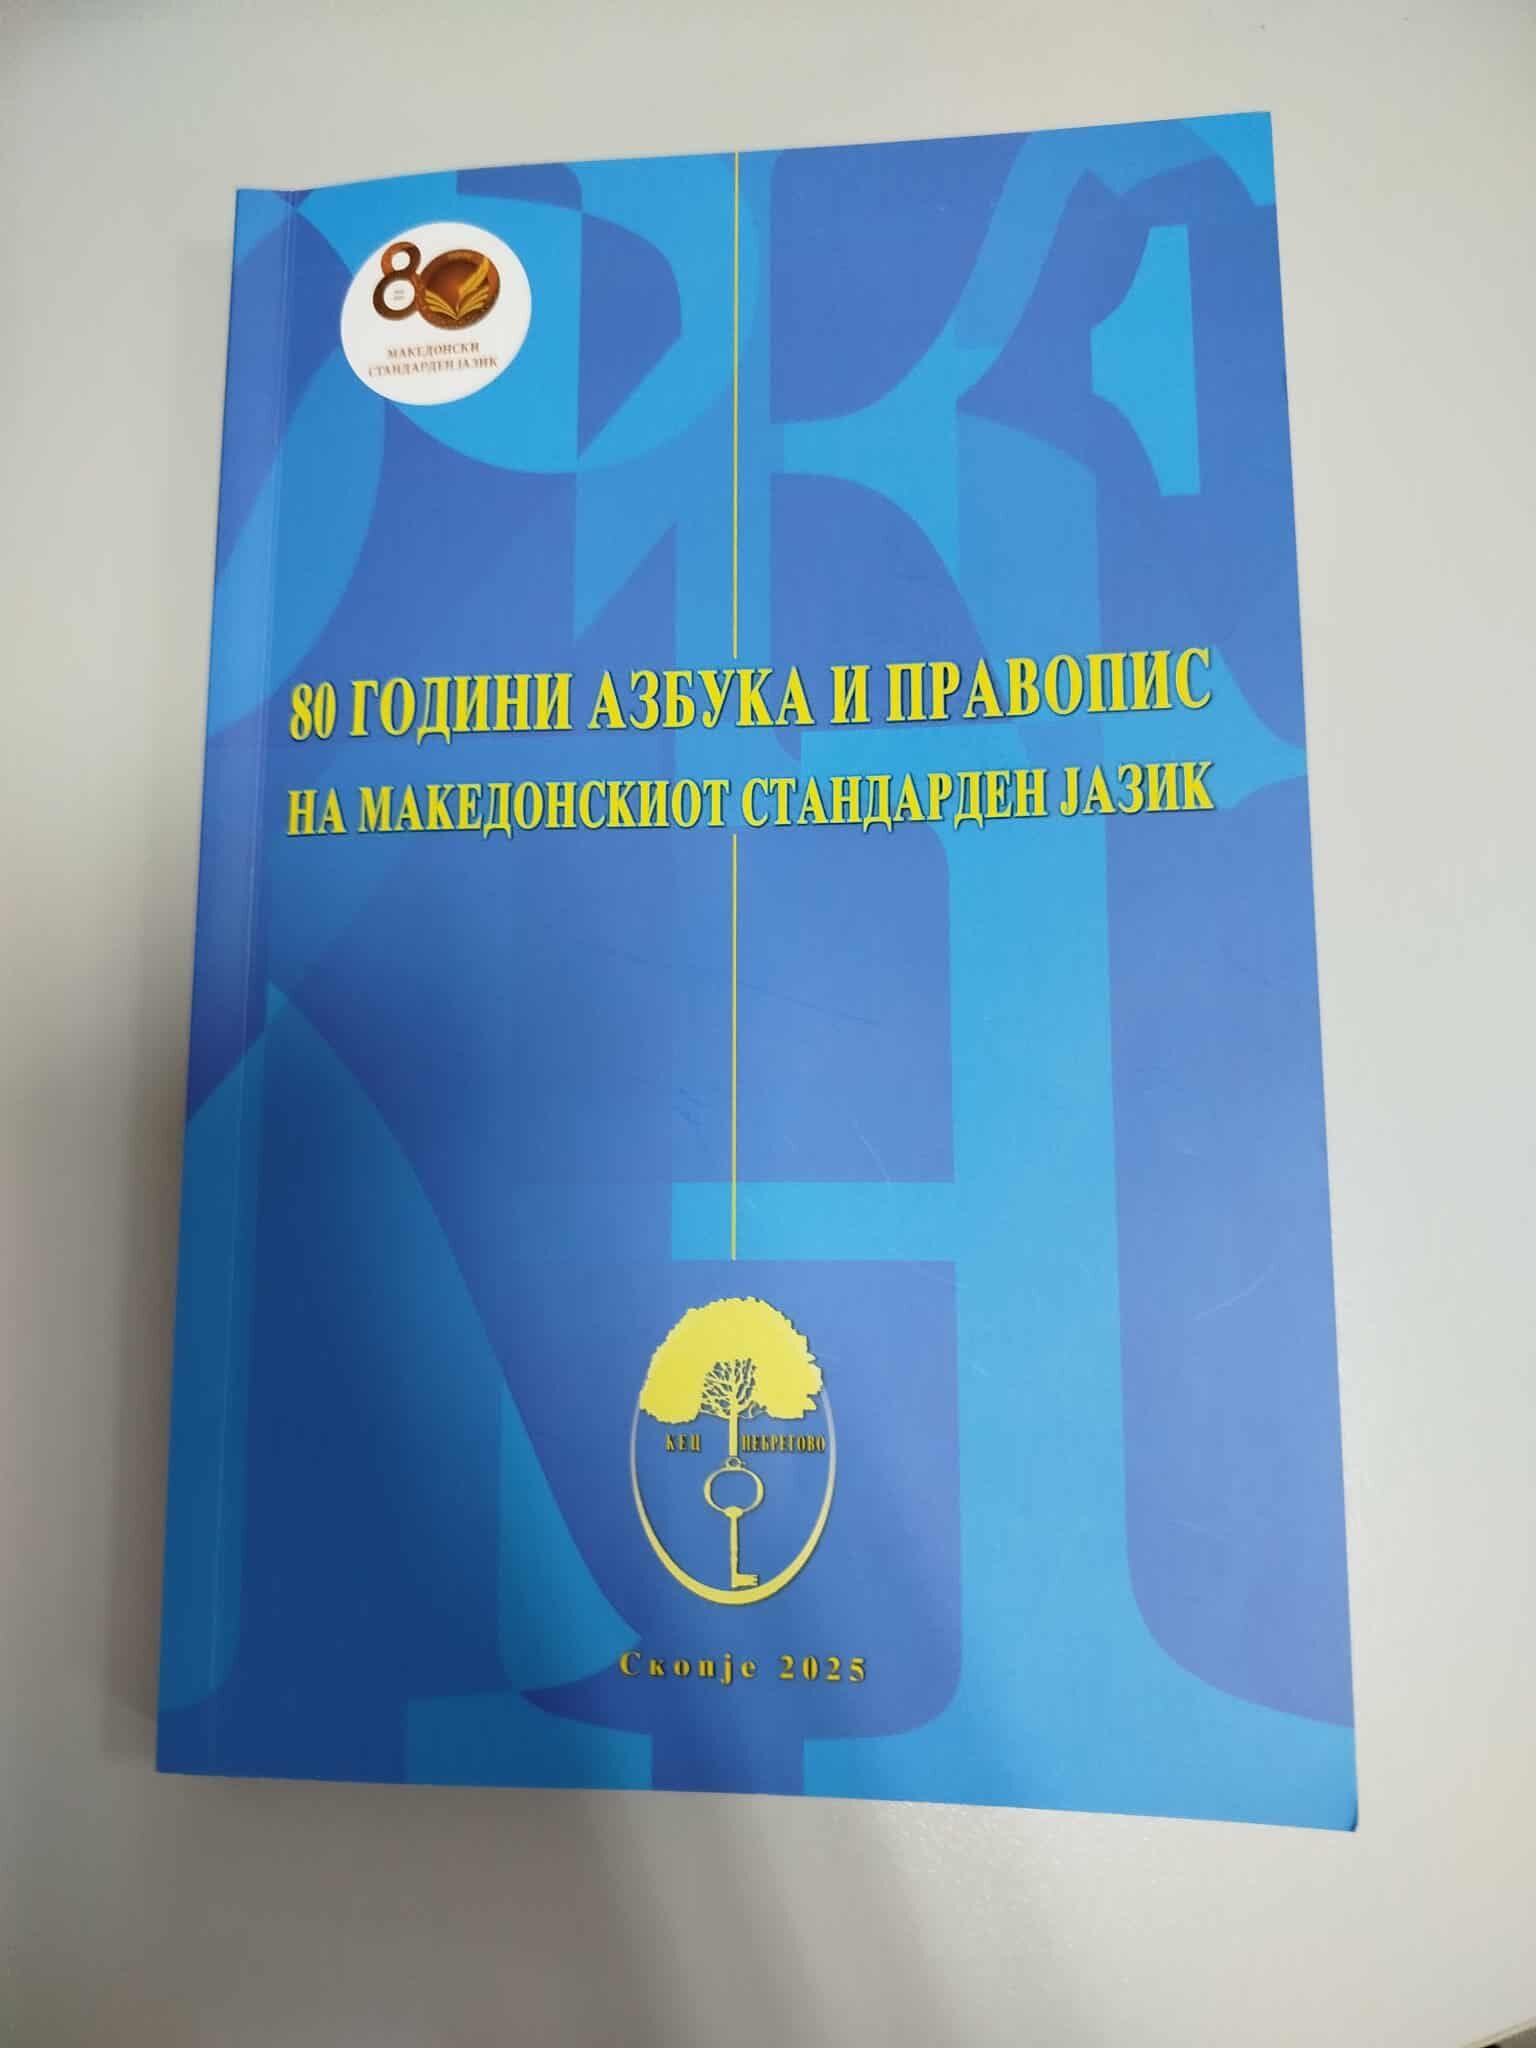 80
МАКЕДОНСКИ
СТАНДАРДЕН ЈАЗИК
80 ГОДИНИ АЗБУКА И ПРАВОПИС
НА МАКЕДОНСКИОТ СТАНДАРДЕН ЈАЗИК
КЕЦ НЕБРЕГОВО
Скопје 2025